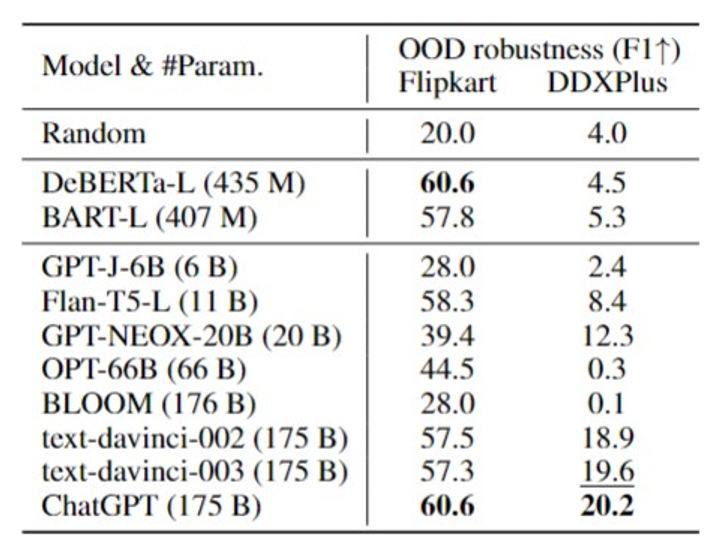 Model & #Param. OOD robustness (F1↑)
Flipkart DDXPlus
Random 20.0 4.0
DeBERTa-L (435 M) 60.6 4.5
BART-L (407 M) 57.8 5.3
GPT-J-6B (6 B) 28.0 2.4
Flan-T5-L (11 B) 58.3 8.4
GPT-NEOX-20B (20 B) 39.4 12.3
OPT-66B (66 B) 44.5 0.3
BLOOM (176 B) 28.0 0.1
text-davinci-002 (175 B) 57.5 18.9
text-davinci-003 (175 B) 57.3 19.6
ChatGPT (175 B) 60.6 20.2